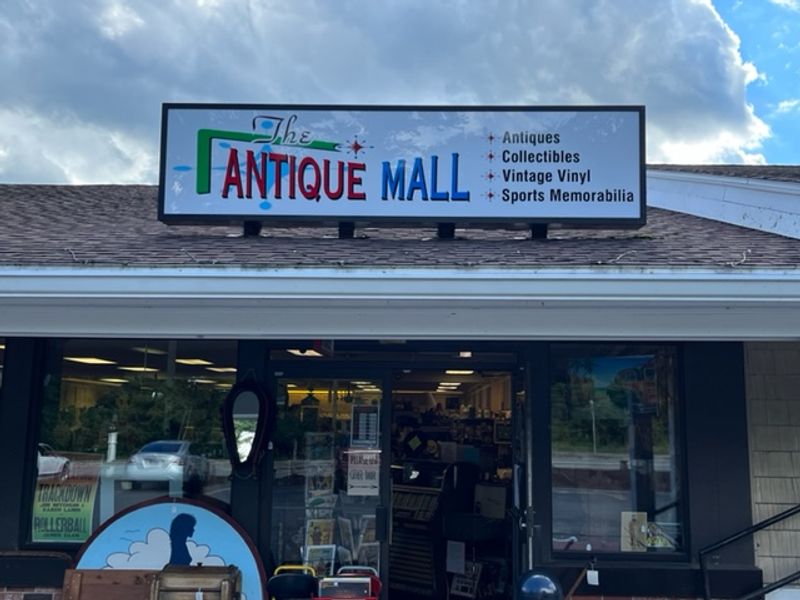 The
ANTIQUE MALL
Antiques
Collectibles
Vintage Vinyl
Sports Memorabilia
TRACKDOWN
ROLLERBALL